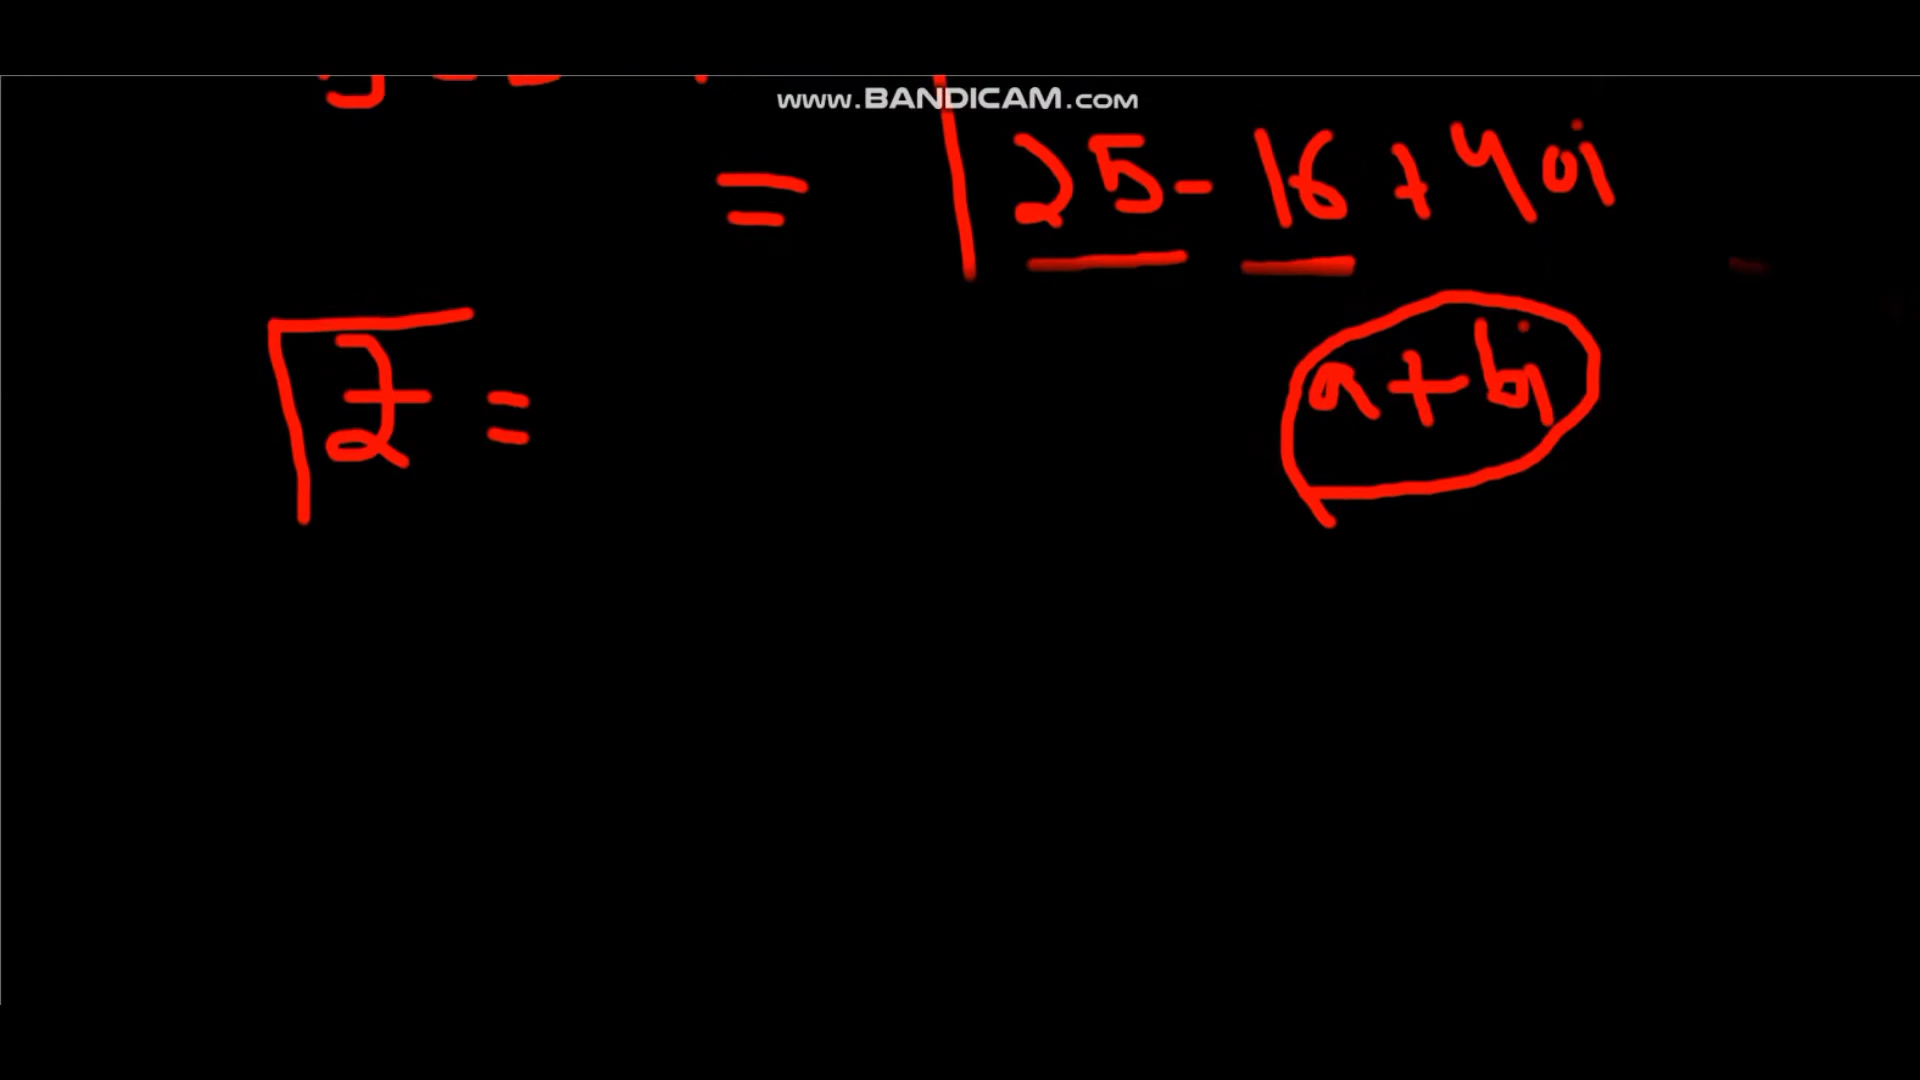 www.BANDICAM.com
= √25-16+40i
√z =
a+bi